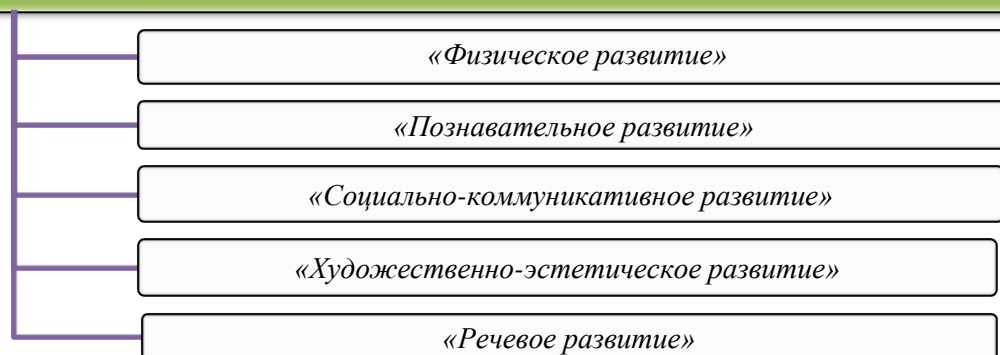 «Физическое развитие»
«Познавательное развитие»
«Социально-коммуникативное развитие»
«Художественно-эстетическое развитие»
«Речевое развитие»